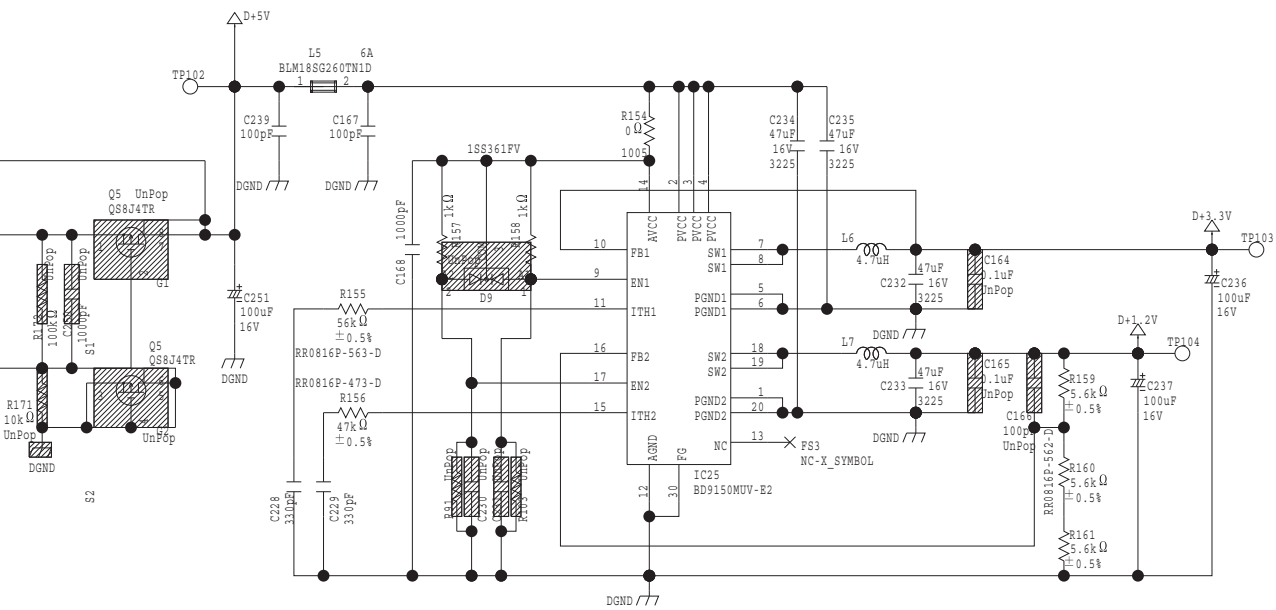 D+5V
L5
6A
BLM18SG260TN1D
1
2
TP102
C239
100pF
C167
100pF
DGND
DGND
R154
0Ω
1005
C234
47uF
16V
3225
C235
47uF
16V
3225
1SS361FV
1kΩ
R157
1kΩ
R158
UnPop
D9
2
1
1000pF
C168
Q5 UnPop
QS8J4TR
G1
2
S1
C251
100uF
16V
DGND
Q5
QS8J4TR
UnPop
G2
S2
UnPop
100kΩ
UnPop
1000pF
R171
10kΩ
UnPop
DGND
R155
56kΩ
±0.5%
RR0816P-563-D
RR0816P-473-D
R156
47kΩ
±0.5%
C228
330pF
C229
330pF
UnPop
R91
UnPop
C230
14
2
3
4
AVCC
PVCC
PVCC
PVCC
10
FB1
9
EN1
11
ITH1
16
FB2
17
EN2
15
ITH2
7
SW1
8
SW1
5
PGND1
6
PGND1
18
SW2
19
SW2
1
PGND2
20
PGND2
13
NC
FS3
NC-X_SYMBOL
AGND
FG
12
30
IC25
BD9150MUV-E2
DGND
L6
4.7uH
47uF
C232
16V
3225
C164
0.1uF
UnPop
DGND
L7
4.7uH
47uF
C233
16V
3225
C165
0.1uF
UnPop
DGND
C166
100pF
UnPop
RR0816P-562-D
R159
5.6kΩ
±0.5%
R160
5.6kΩ
±0.5%
R161
5.6kΩ
±0.5%
D+1.2V
TP104
C237
100uF
16V
D+3.3V
TP103
C236
100uF
16V